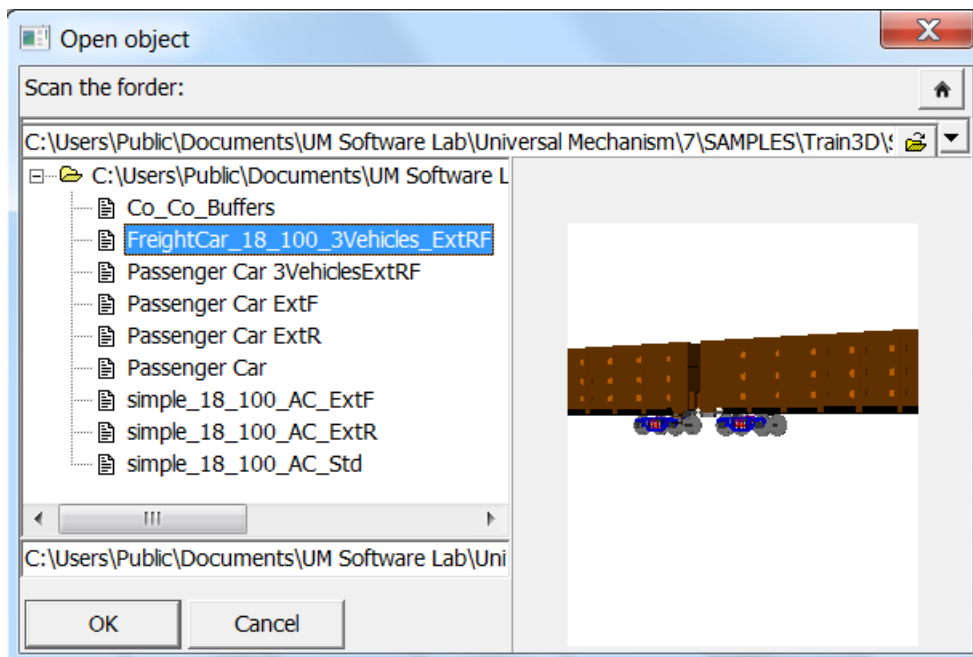 Open object
Scan the forder:
C:\Users\Public\Documents\UM Software Lab\Universal Mechanism\7\SAMPLES\Train3D\
C:\Users\Public\Documents\UM Software L
Co_Co_Buffers
FreightCar_18_100_3Vehicles_ExtRF
Passenger Car 3VehiclesExtRF
Passenger Car ExtF
Passenger Car ExtR
Passenger Car
simple_18_100_AC_ExtF
simple_18_100_AC_ExtR
simple_18_100_AC_Std
C:\Users\Public\Documents\UM Software Lab\Uni
OK Cancel